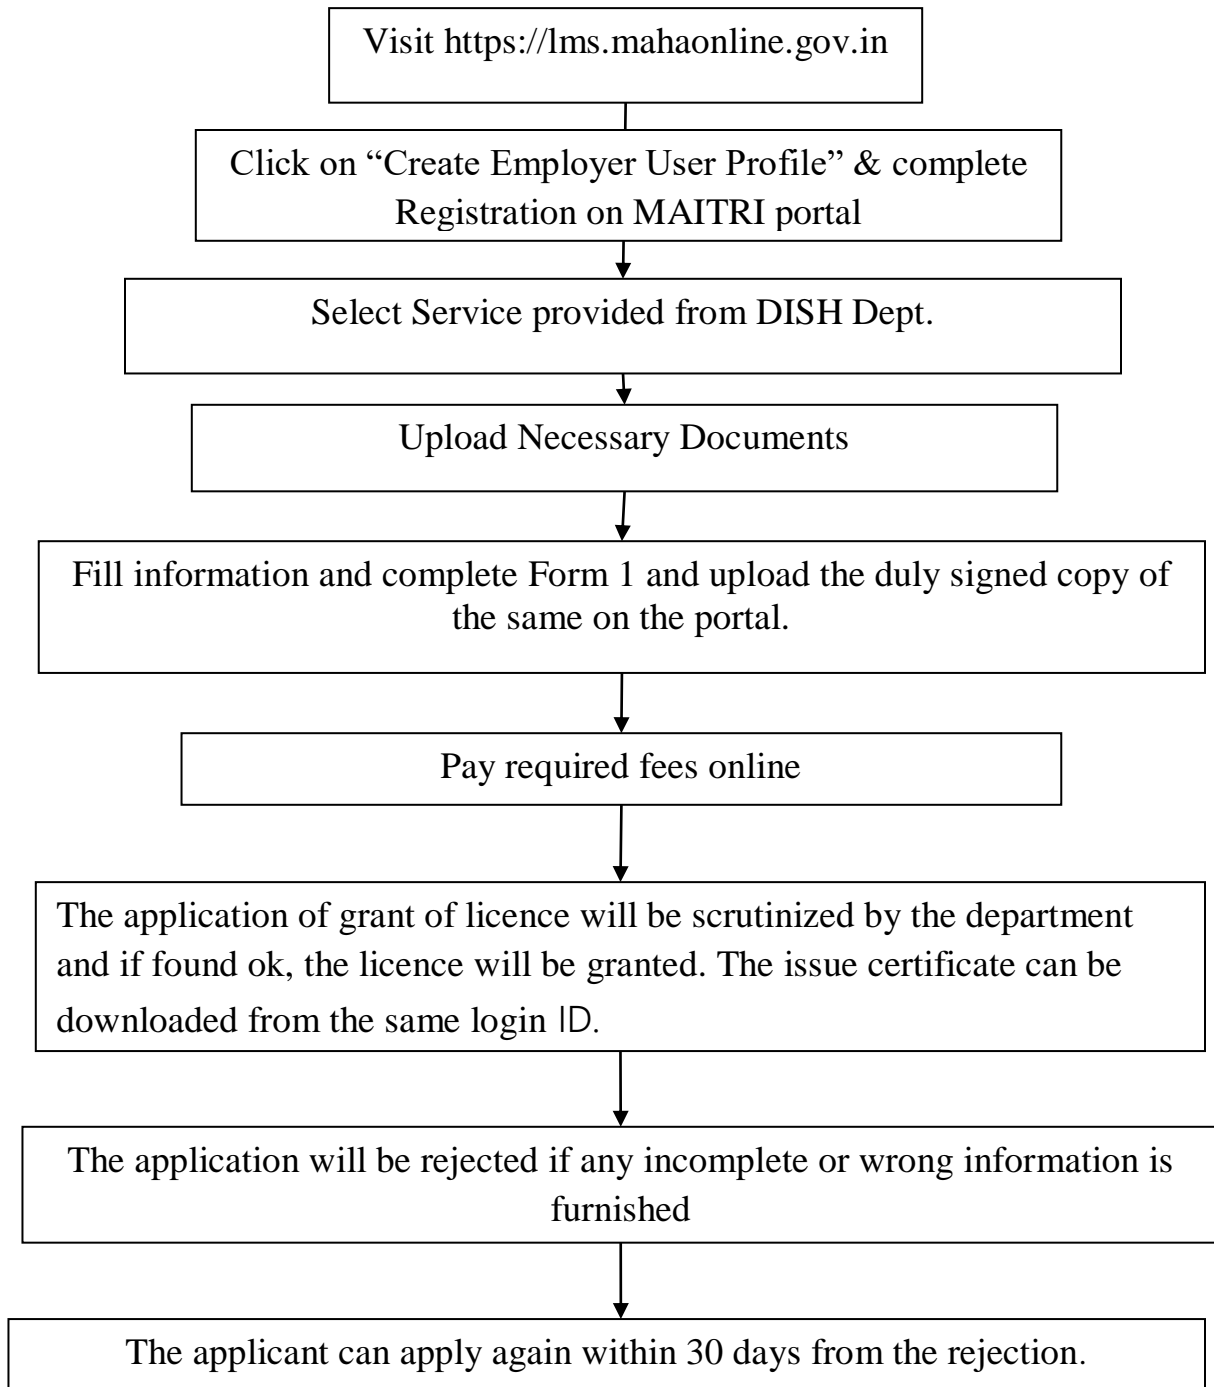 Visit https://lms.mahaonline.gov.in
Click on “Create Employer User Profile” & complete
Registration on MAITRI portal
Select Service provided from DISH Dept.
Upload Necessary Documents
Fill information and complete Form 1 and upload the duly signed copy of
the same on the portal.
Pay required fees online
The application of grant of licence will be scrutinized by the department
and if found ok, the licence will be granted. The issue certificate can be
downloaded from the same login ID.
The application will be rejected if any incomplete or wrong information is
furnished
The applicant can apply again within 30 days from the rejection.